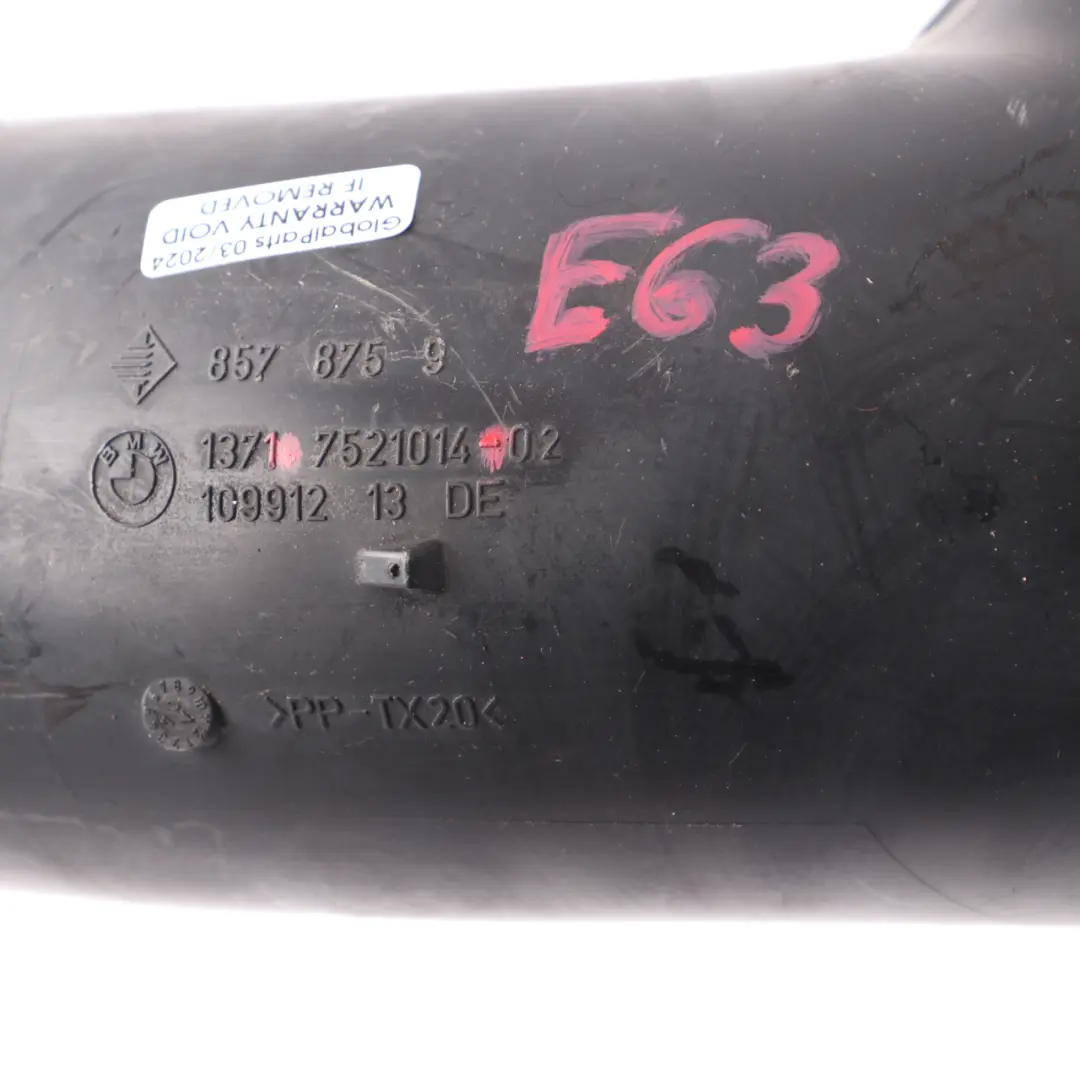 GlobalParts 03/2024
WARRANTY VOID
IF REMOVED
E63
857 875 9
BMW
1371 7521014-02
109912 13 DE
>PP-TX20<